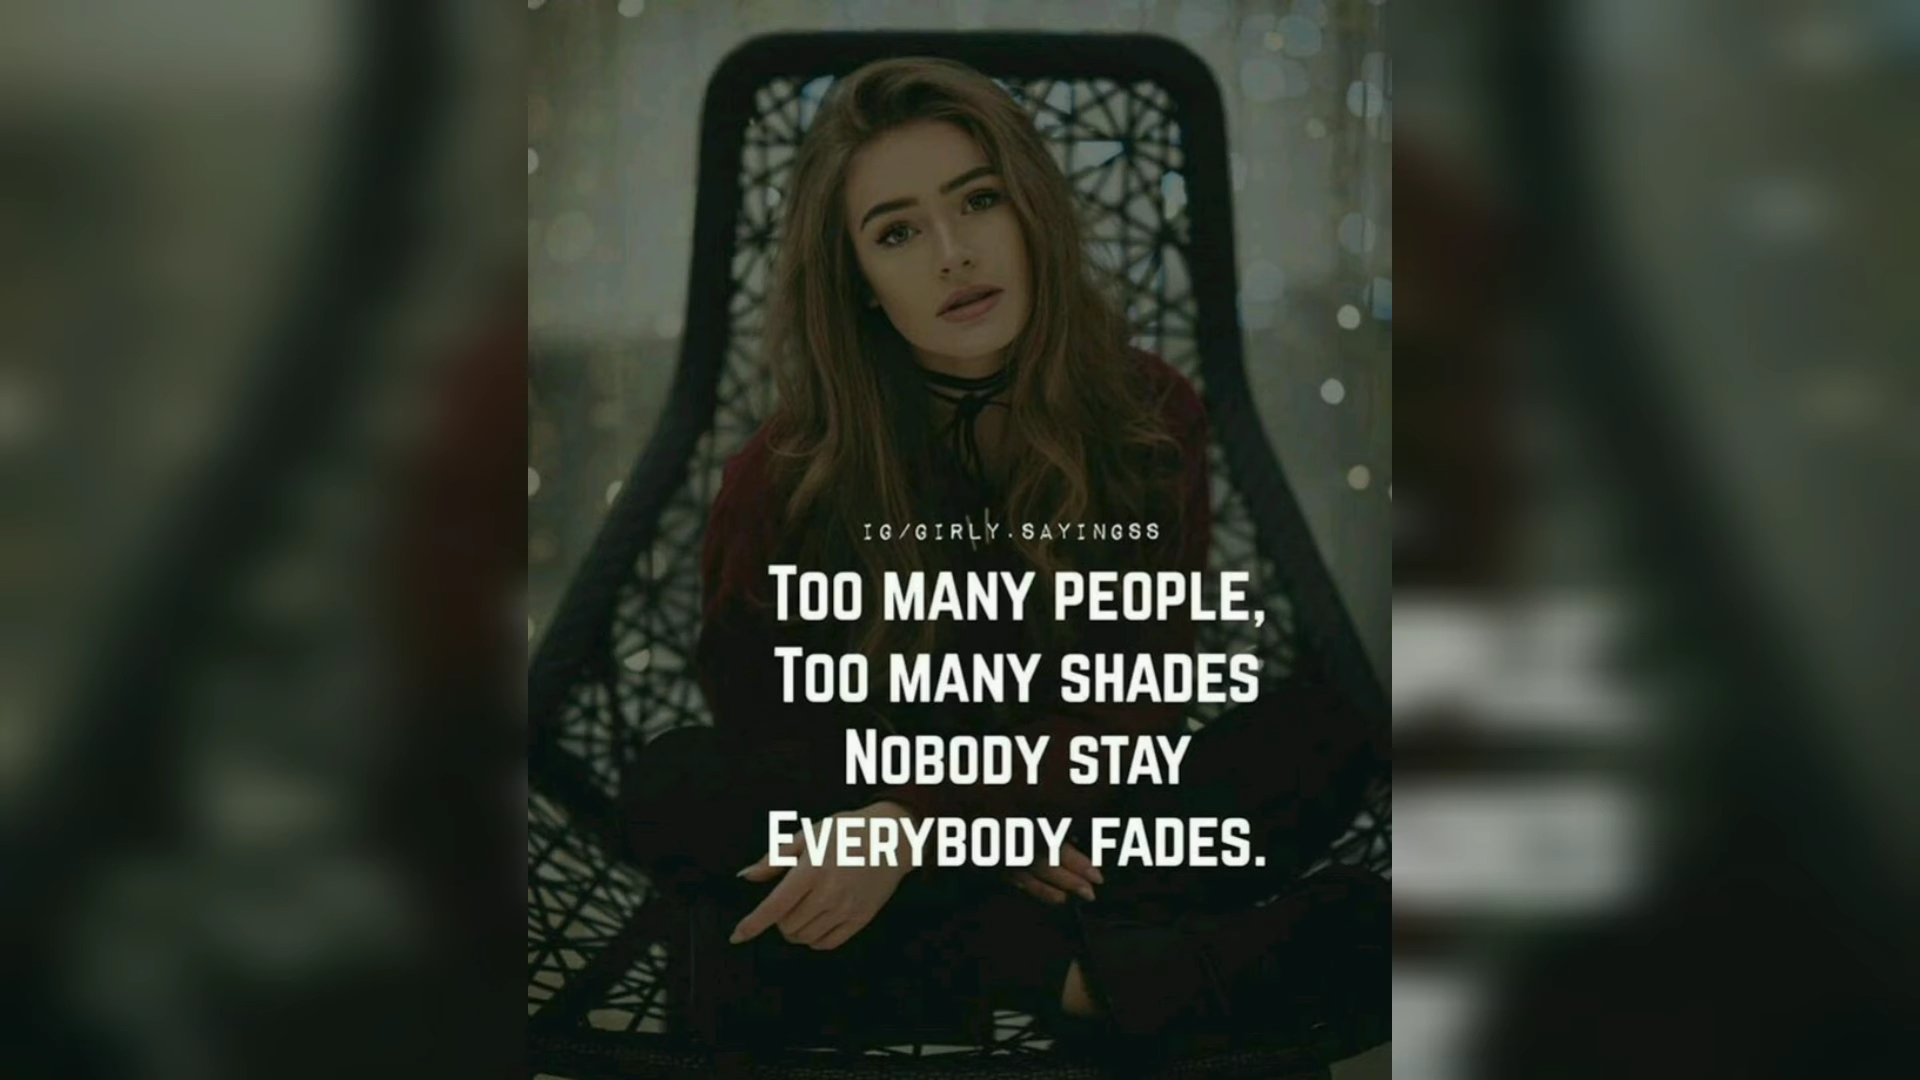 IG/GIRLY.SAYINGSS
TOO MANY PEOPLE,
TOO MANY SHADES
NOBODY STAY
EVERYBODY FADES.